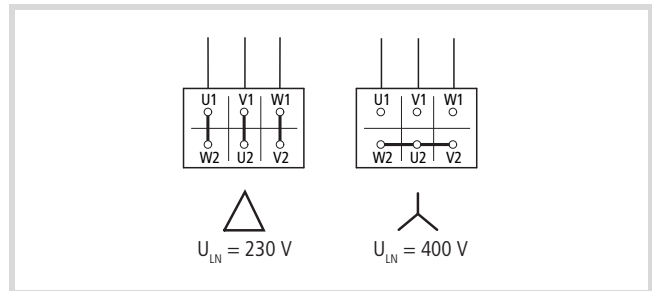 U1 V1 W1 U1 V1 W1
W2 U2 V2 W2 U2 V2
U_LN = 230 V U_LN = 400 V